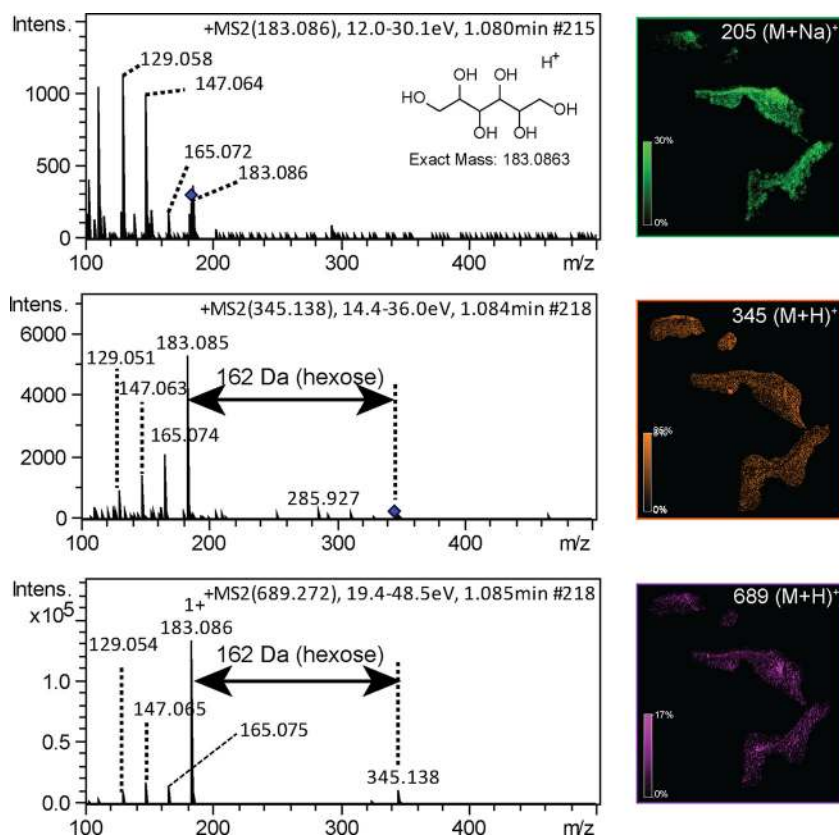 Intens.
+MS2(183.086), 12.0-30.1eV, 1.080min #215
129.058
147.064
165.072
183.086
1000
500
0
100
200
300
400
m/z
H+
OH
OH
HO
OH
OH
OH
Exact Mass: 183.0863
205 (M+Na)+
30%
0%
Intens.
+MS2(345.138), 14.4-36.0eV, 1.084min #218
183.085
129.051
162 Da (hexose)
147.063
165.074
285.927
6000
4000
2000
0
100
200
300
400
m/z
345 (M+H)+
Intens.
x10⁵
+MS2(689.272), 19.4-48.5eV, 1.085min #218
1+
183.086
129.054
162 Da (hexose)
147.065
165.075
345.138
1.0
0.5
0.0
100
200
300
400
m/z
689 (M+H)+
17%
0%